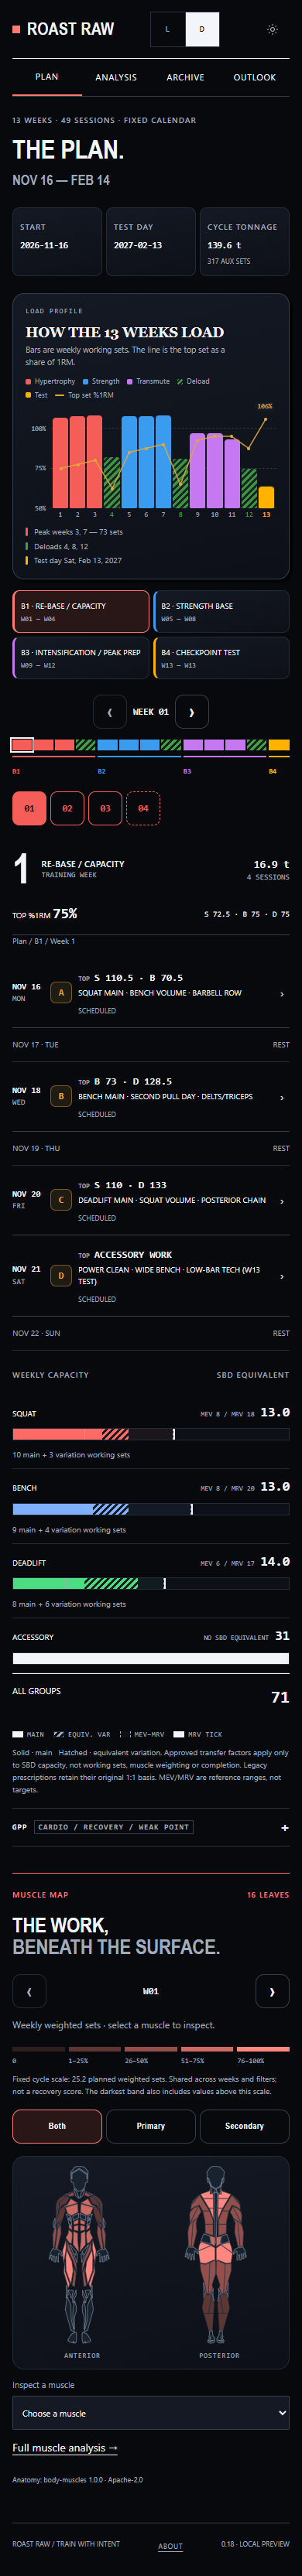 ROAST RAW
L D
PLAN ANALYSIS ARCHIVE OUTLOOK
13 WEEKS · 49 SESSIONS · FIXED CALENDAR
THE PLAN.
NOV 16 — FEB 14
START
2026-11-16
TEST DAY
2027-02-13
CYCLE TONNAGE
139.6 t
317 AUX SETS
LOAD PROFILE
HOW THE 13 WEEKS LOAD
Bars are weekly working sets. The line is the top set as a
share of 1RM.
Hypertrophy Strength Transmute Deload
Test Top set %1RM
106%
100%
75%
50%
1 2 3 4 5 6 7 8 9 10 11 12 13
Peak weeks 3, 7 — 73 sets
Deloads 4, 8, 12
Test day Sat, Feb 13, 2027
B1 · RE-BASE / CAPACITY
W01 — W04
B2 · STRENGTH BASE
W05 — W08
B3 · INTENSIFICATION / PEAK PREP
W09 — W12
B4 · CHECKPOINT TEST
W13 — W13
‹ WEEK 01 ›
B1 B2 B3 B4
01 02 03 04
1
RE-BASE / CAPACITY
TRAINING WEEK
16.9 t
4 SESSIONS
TOP %1RM 75%
S 72.5 · B 75 · D 75
Plan / B1 / Week 1
NOV 16
MON
A
TOP S 110.5 · B 70.5
SQUAT MAIN · BENCH VOLUME · BARBELL ROW
SCHEDULED
›
NOV 17 · TUE REST
NOV 18
WED
B
TOP B 73 · D 128.5
BENCH MAIN · SECOND PULL DAY · DELTS/TRICEPS
SCHEDULED
›
NOV 19 · THU REST
NOV 20
FRI
C
TOP S 110 · D 133
DEADLIFT MAIN · SQUAT VOLUME · POSTERIOR CHAIN
SCHEDULED
›
NOV 21
SAT
D
TOP ACCESSORY WORK
POWER CLEAN · WIDE BENCH · LOW-BAR TECH (W13
TEST)
SCHEDULED
›
NOV 22 · SUN REST
WEEKLY CAPACITY SBD EQUIVALENT
SQUAT MEV 8 / MRV 18 13.0
10 main + 3 variation working sets
BENCH MEV 8 / MRV 20 13.0
9 main + 4 variation working sets
DEADLIFT MEV 6 / MRV 17 14.0
8 main + 6 variation working sets
ACCESSORY NO SBD EQUIVALENT 31
ALL GROUPS 71
MAIN EQUIV. VAR MEV–MRV MRV TICK
Solid · main Hatched · equivalent variation. Approved transfer factors apply only
to SBD capacity, not working sets, muscle weighting or completion. Legacy
prescriptions retain their original 1:1 basis. MEV/MRV are reference ranges, not
targets.
GPP CARDIO / RECOVERY / WEAK POINT +
MUSCLE MAP 16 LEAVES
THE WORK,
BENEATH THE SURFACE.
‹ W01 ›
Weekly weighted sets · select a muscle to inspect.
0 1–25% 26–50% 51–75% 76–100%
Fixed cycle scale: 25.2 planned weighted sets. Shared across weeks and filters;
not a recovery score. The darkest band also includes values above this scale.
Both Primary Secondary
ANTERIOR POSTERIOR
Inspect a muscle
Choose a muscle
Full muscle analysis →
Anatomy: body-muscles 1.0.0 · Apache-2.0
ROAST RAW / TRAIN WITH INTENT ABOUT 0.18 · LOCAL PREVIEW